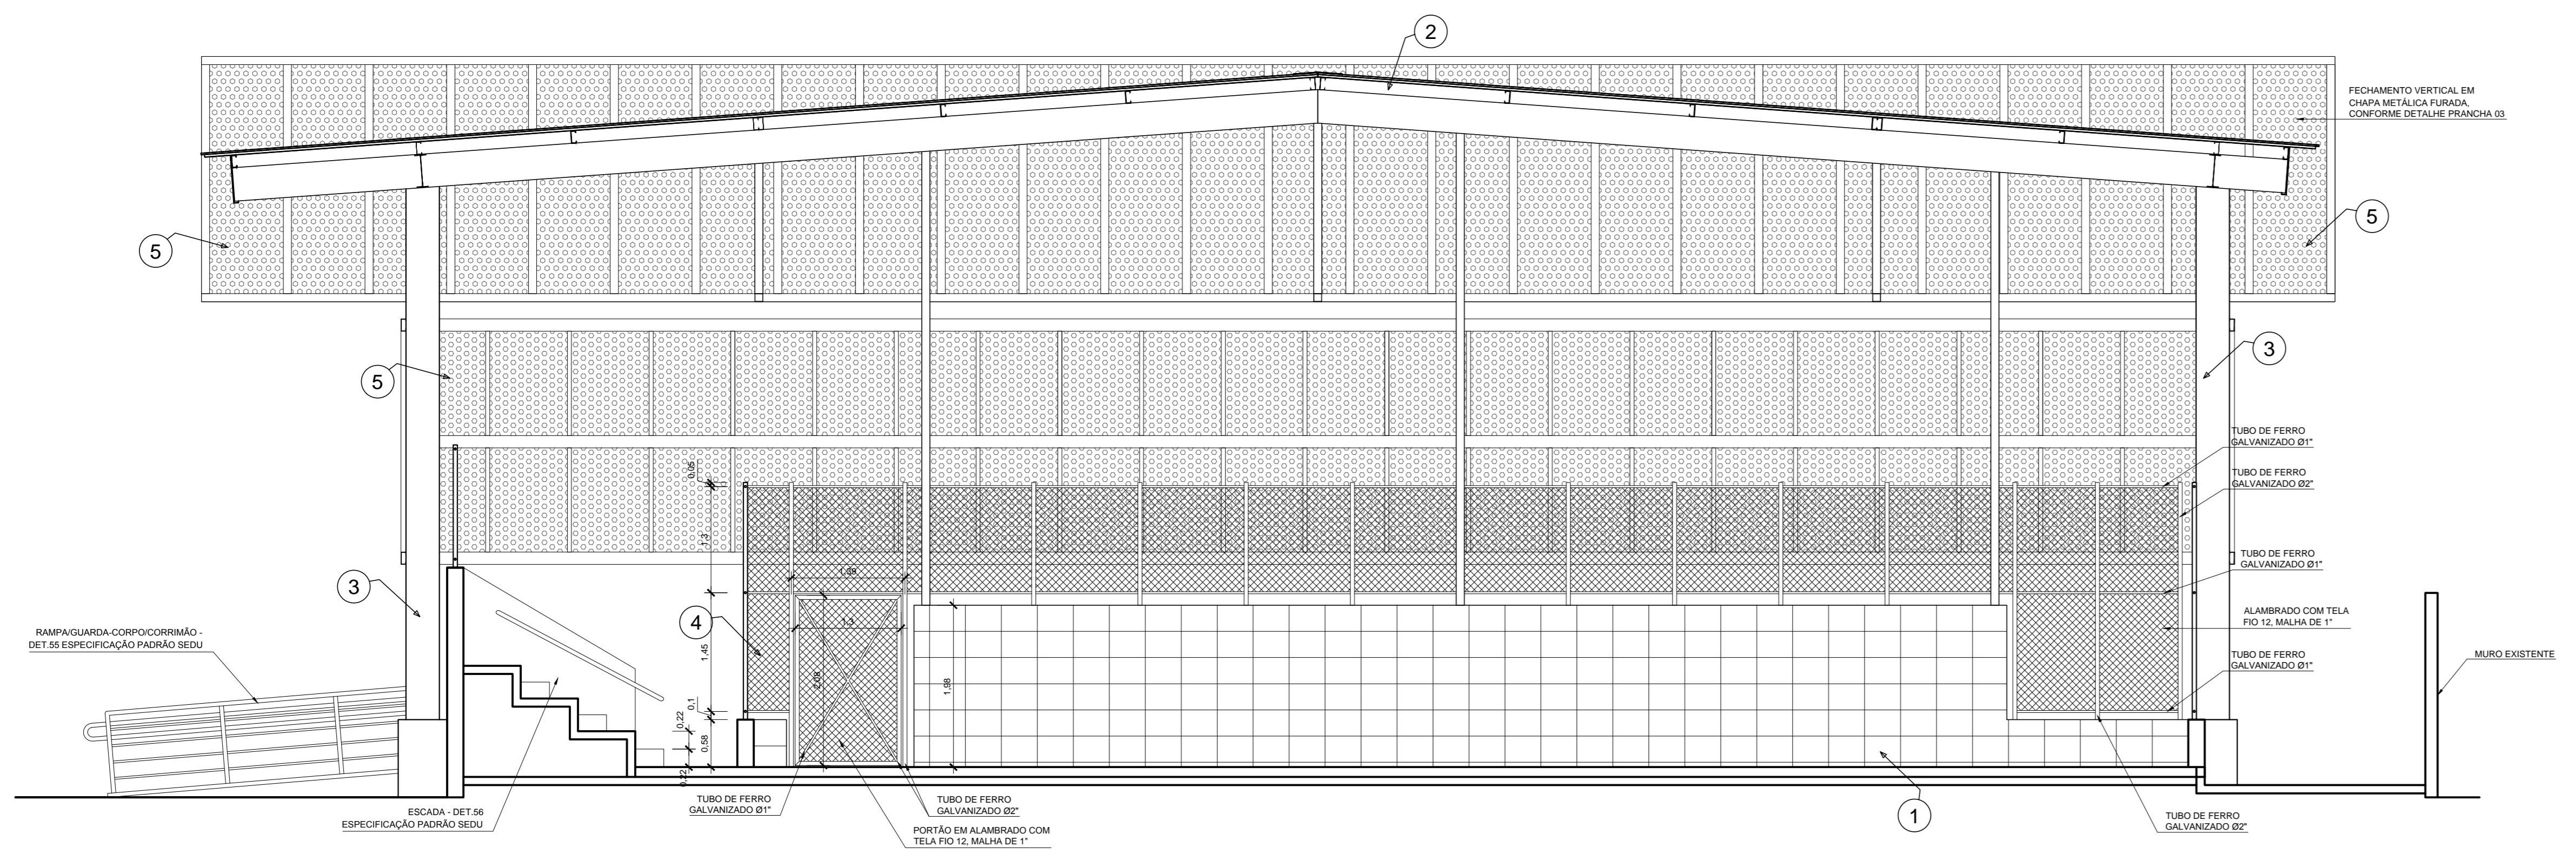 2
FECHAMENTO VERTICAL EM
CHAPA METÁLICA FURADA,
CONFORME DETALHE PRANCHA 03
5
5
3
5
TUBO DE FERRO
GALVANIZADO Ø1"
TUBO DE FERRO
GALVANIZADO Ø2"
0,05
1,3
TUBO DE FERRO
GALVANIZADO Ø1"
1,39
3
4
1,3
ALAMBRADO COM TELA
FIO 12, MALHA DE 1"
RAMPA/GUARDA-CORPO/CORRIMÃO -
DET.55 ESPECIFICAÇÃO PADRÃO SEDU
1,45
2,08
1,98
TUBO DE FERRO
GALVANIZADO Ø1"
MURO EXISTENTE
0,1
0,22
0,58
0,22
TUBO DE FERRO
GALVANIZADO Ø1"
TUBO DE FERRO
GALVANIZADO Ø2"
ESCADA - DET.56
ESPECIFICAÇÃO PADRÃO SEDU
1
TUBO DE FERRO
GALVANIZADO Ø2"
PORTÃO EM ALAMBRADO COM
TELA FIO 12, MALHA DE 1"